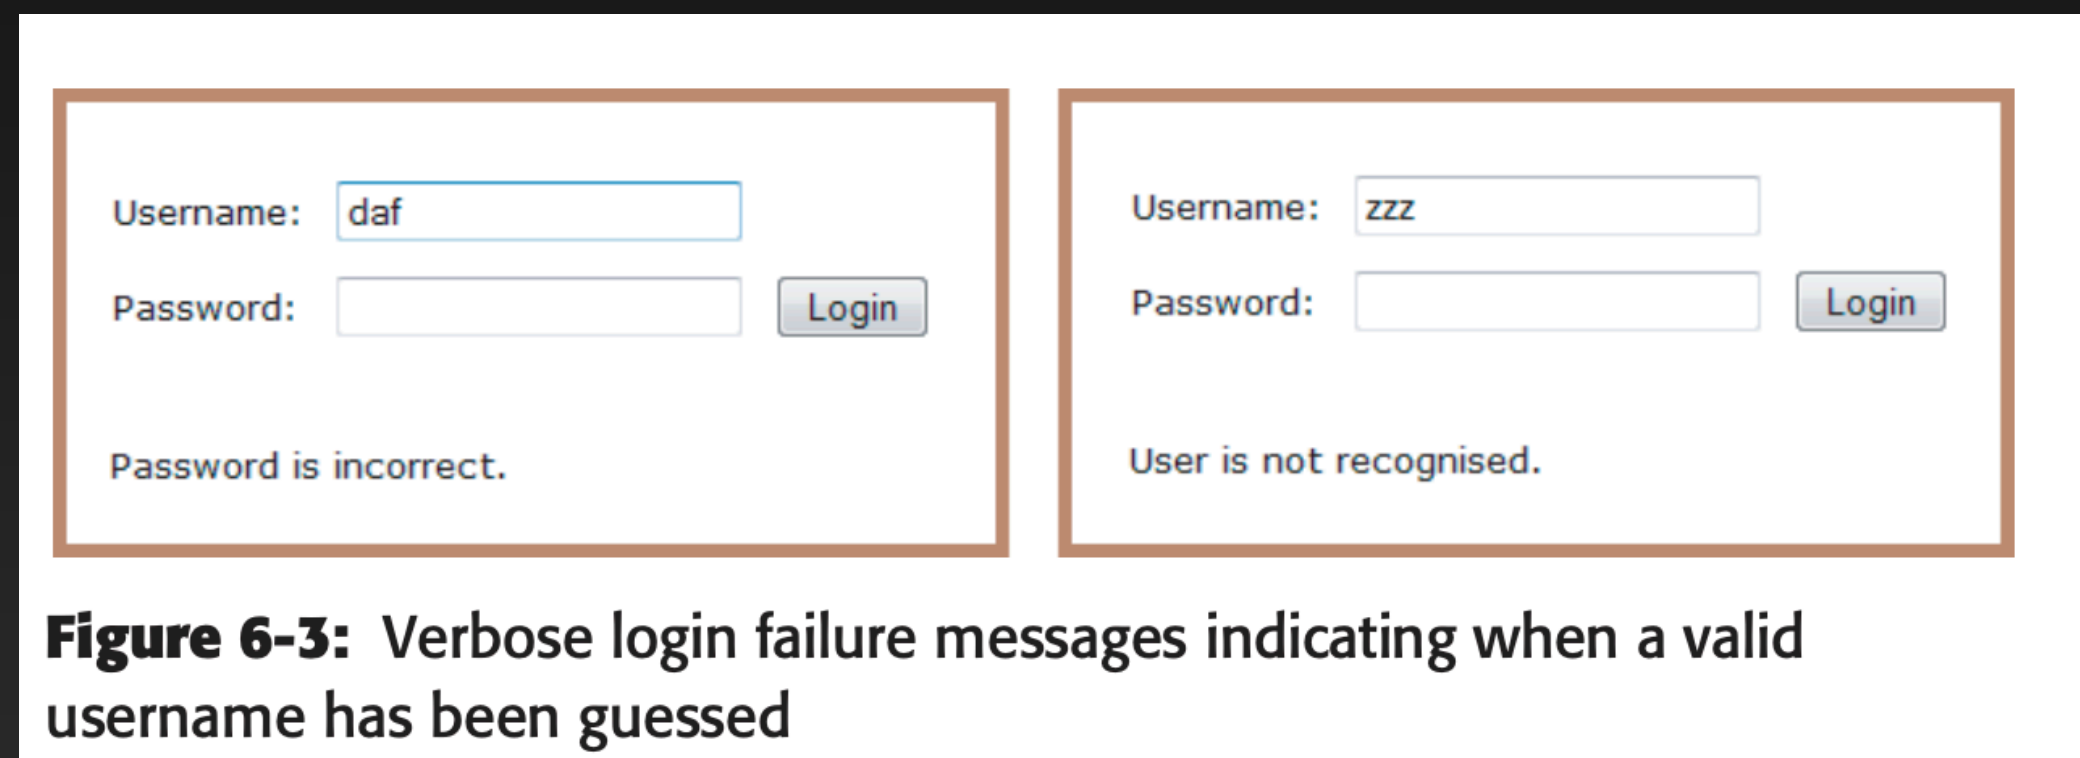 Username: daf
Password: Login
Password is incorrect.
Username: zzz
Password: Login
User is not recognised.
Figure 6-3: Verbose login failure messages indicating when a valid
username has been guessed